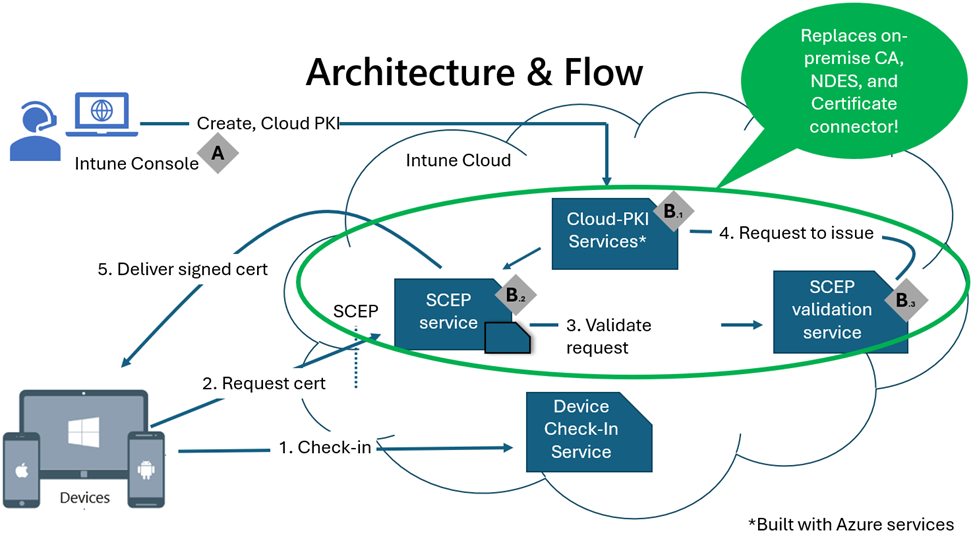 Replaces on-
premise CA,
NDES, and
Certificate
connector!
Architecture & Flow
Create, Cloud PKI
Intune Console
A
Intune Cloud
Cloud-PKI
Services*
B.1
4. Request to issue
5. Deliver signed cert
SCEP
SCEP
service
B.2
3. Validate
request
SCEP
validation
service
B.3
2. Request cert
1. Check-in
Device
Check-In
Service
Devices
*Built with Azure services